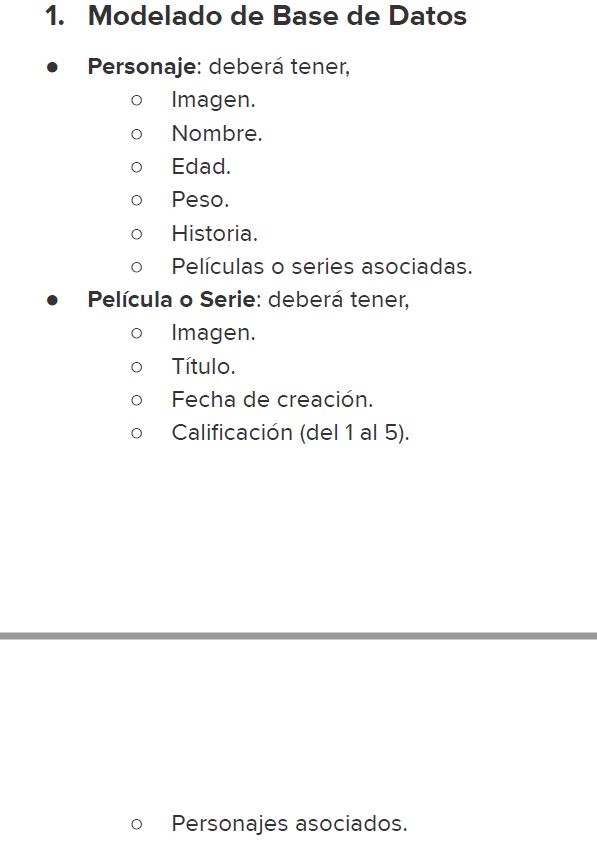 1. Modelado de Base de Datos
● Personaje: deberá tener,
○ Imagen.
○ Nombre.
○ Edad.
○ Peso.
○ Historia.
○ Películas o series asociadas.
● Película o Serie: deberá tener,
○ Imagen.
○ Título.
○ Fecha de creación.
○ Calificación (del 1 al 5).
○ Personajes asociados.